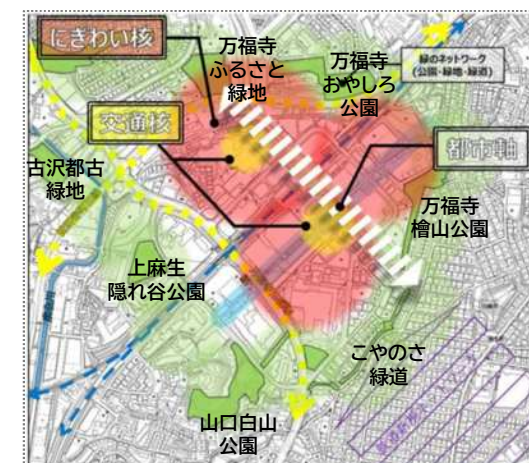 にぎわい核
万福寺
ふるさと
緑地
万福寺
おやしろ
公園
緑のネットワーク
(公園・緑地・緑道)
交通核
都市軸
古沢都古
緑地
万福寺
檜山公園
上麻生
隠れ谷公園
こやのさ
緑道
山口白山
公園